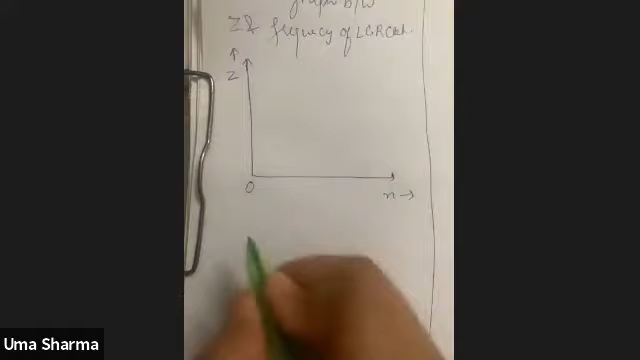 graph b/w
Z & frequency of LCR Ckt.
Z
0
n →
Uma Sharma